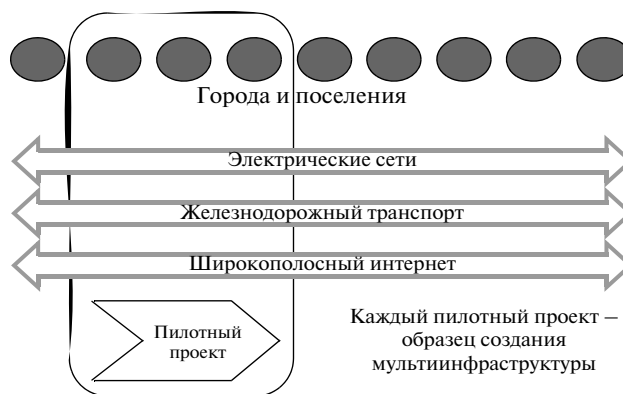 Города и поселения
Электрические сети
Железнодорожный транспорт
Широкополосный интернет
Пилотный
проект
Каждый пилотный проект –
образец создания
мультиинфраструктуры